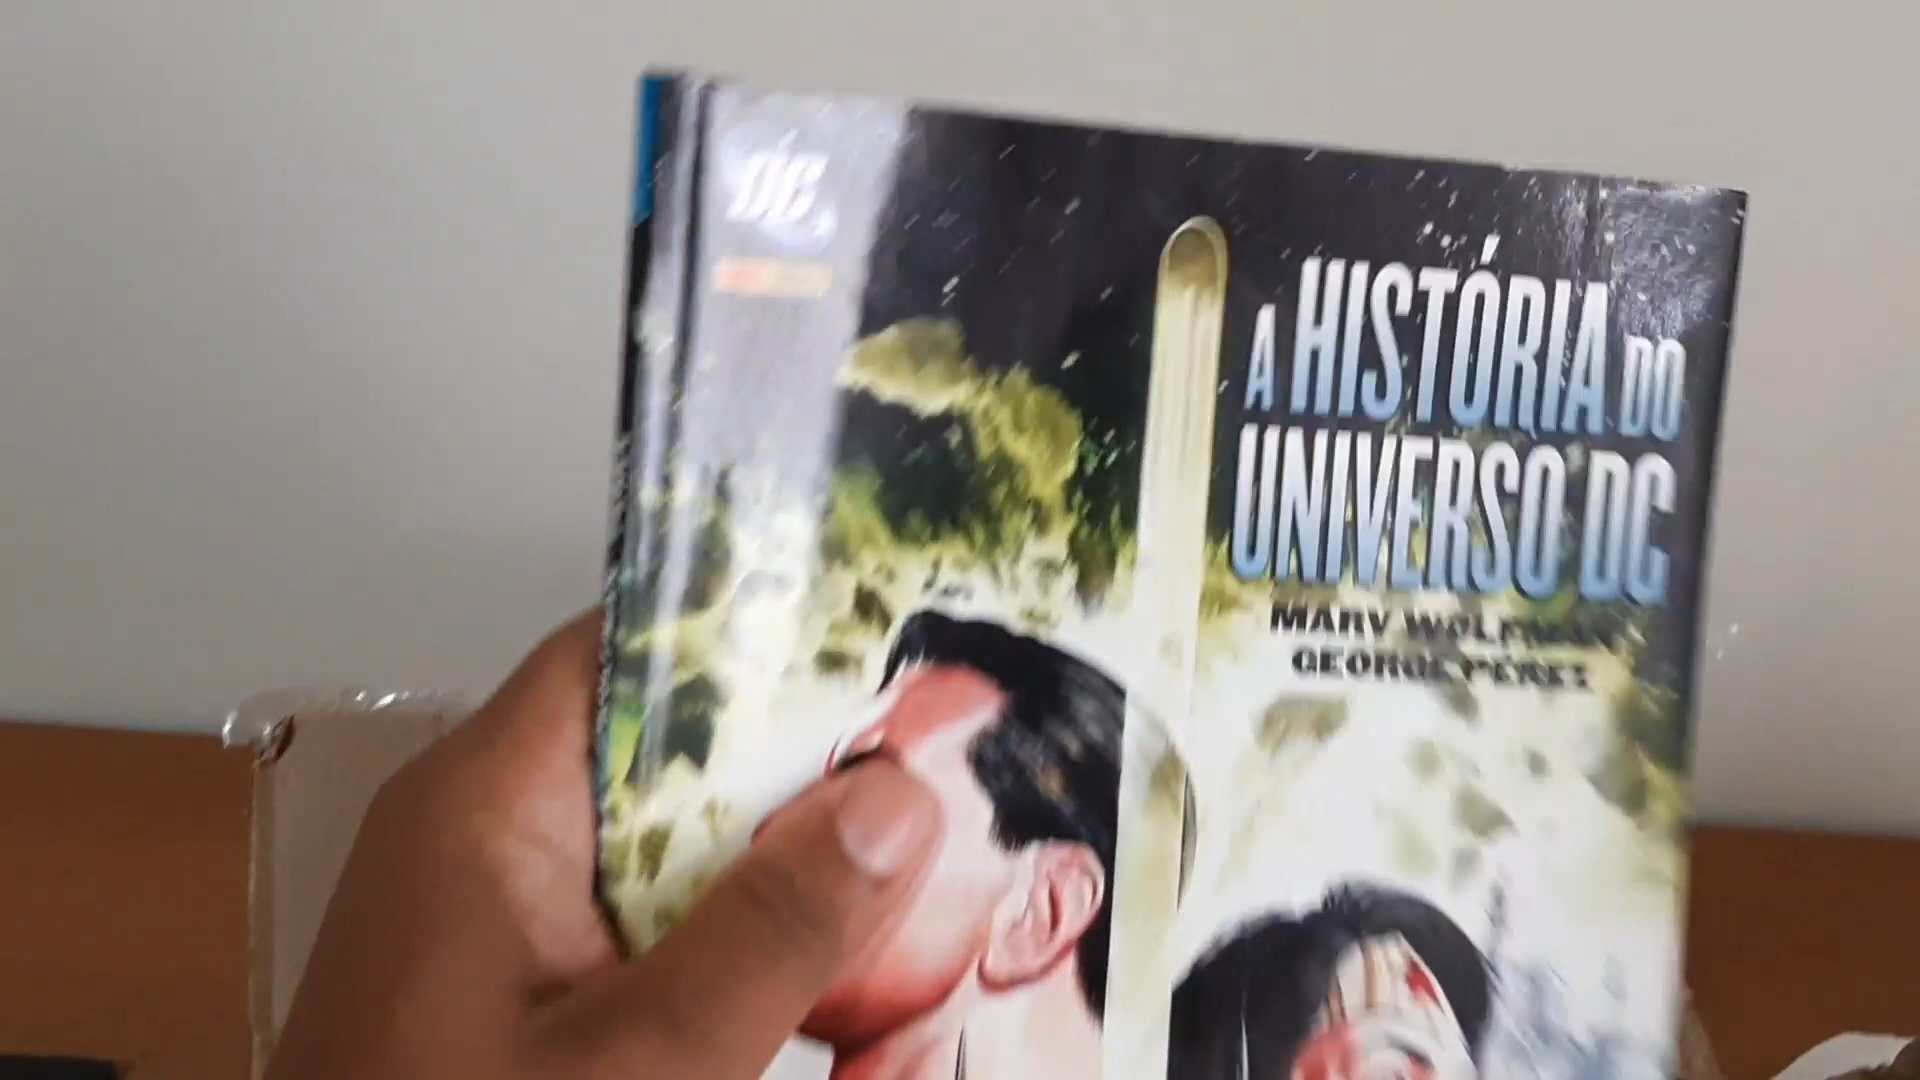 DC
A HISTÓRIA DO
UNIVERSO DC
MARV WOLFMAN
GEORGE PÉREZ